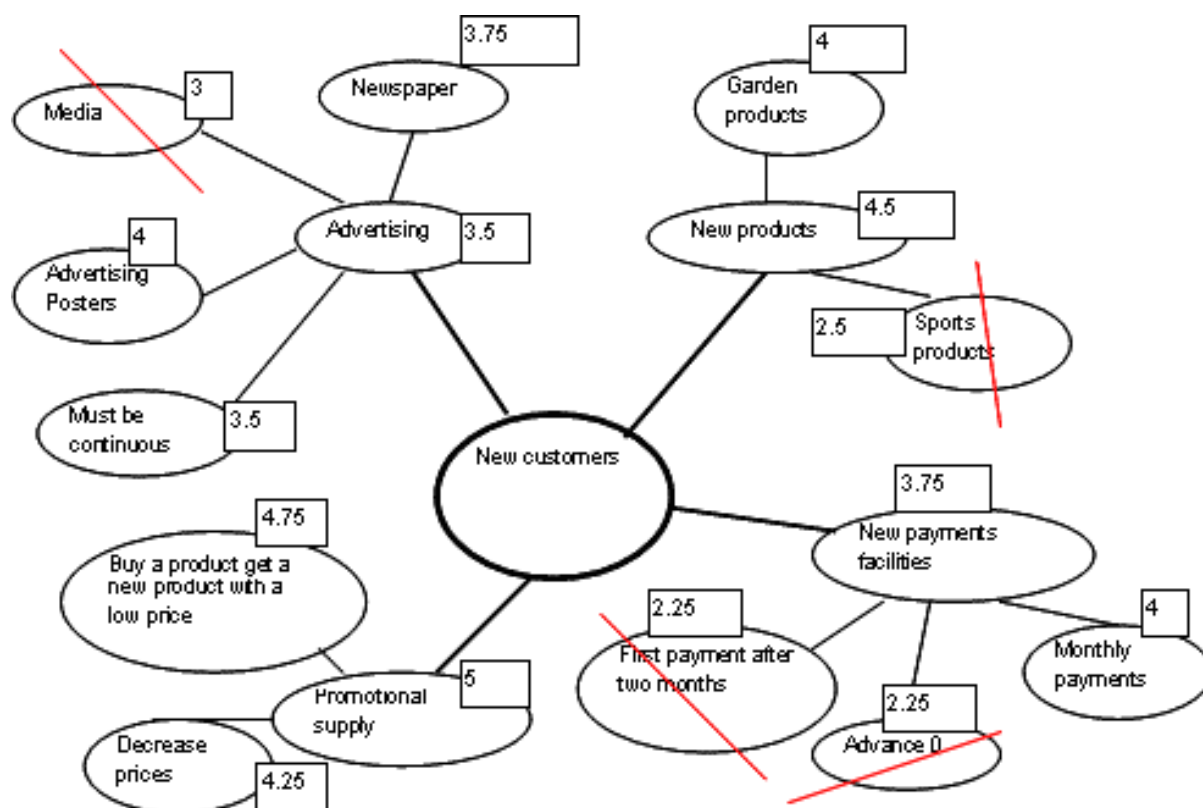 3.75
4
3
Newspaper
Garden
products
Media
4
4.5
Advertising
3.5
New products
Advertising
Posters
2.5
Sports
products
Must be
continuous
3.5
New customers
3.75
4.75
New payments
facilities
Buy a product get a
new product with a
low price
2.25
4
First payment after
two months
Monthly
payments
5
Promotional
supply
2.25
Advance 0
Decrease
prices
4.25